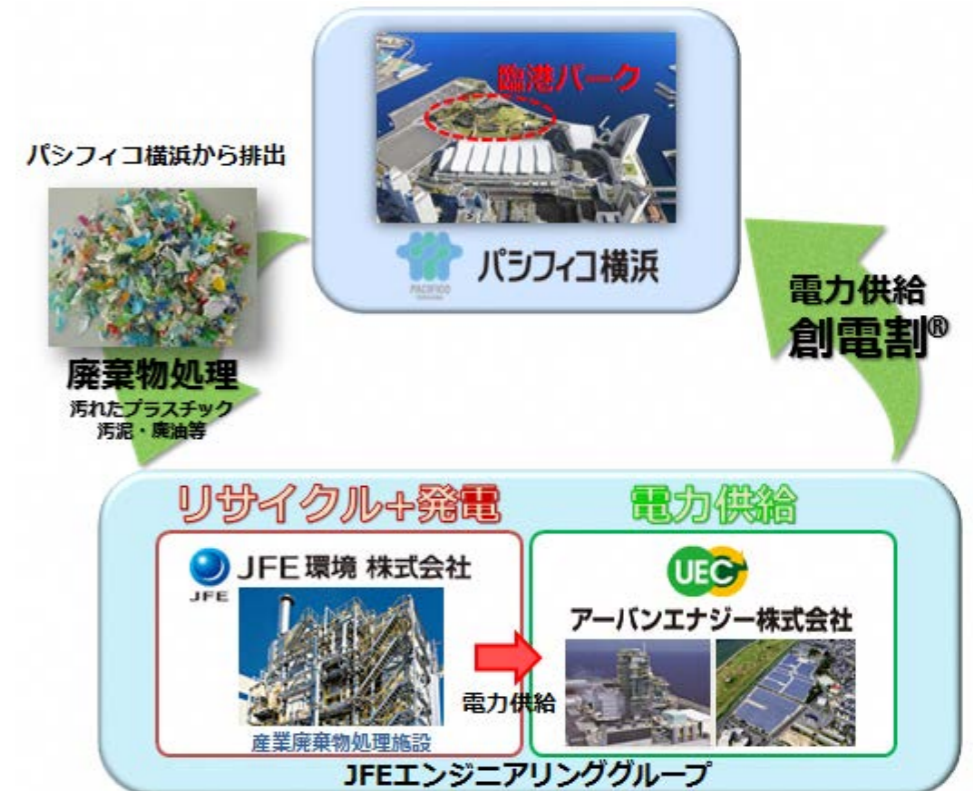 臨港パーク
パシフィコ横浜から排出
PACIFICO
パシフィコ横浜
電力供給
創電割®
廃棄物処理
汚れたプラスチック
汚泥・廃油等
リサイクル+発電
電力供給
JFE
JFE 環境 株式会社
UEC
アーバンエナジー株式会社
電力供給
産業廃棄物処理施設
JFEエンジニアリンググループ